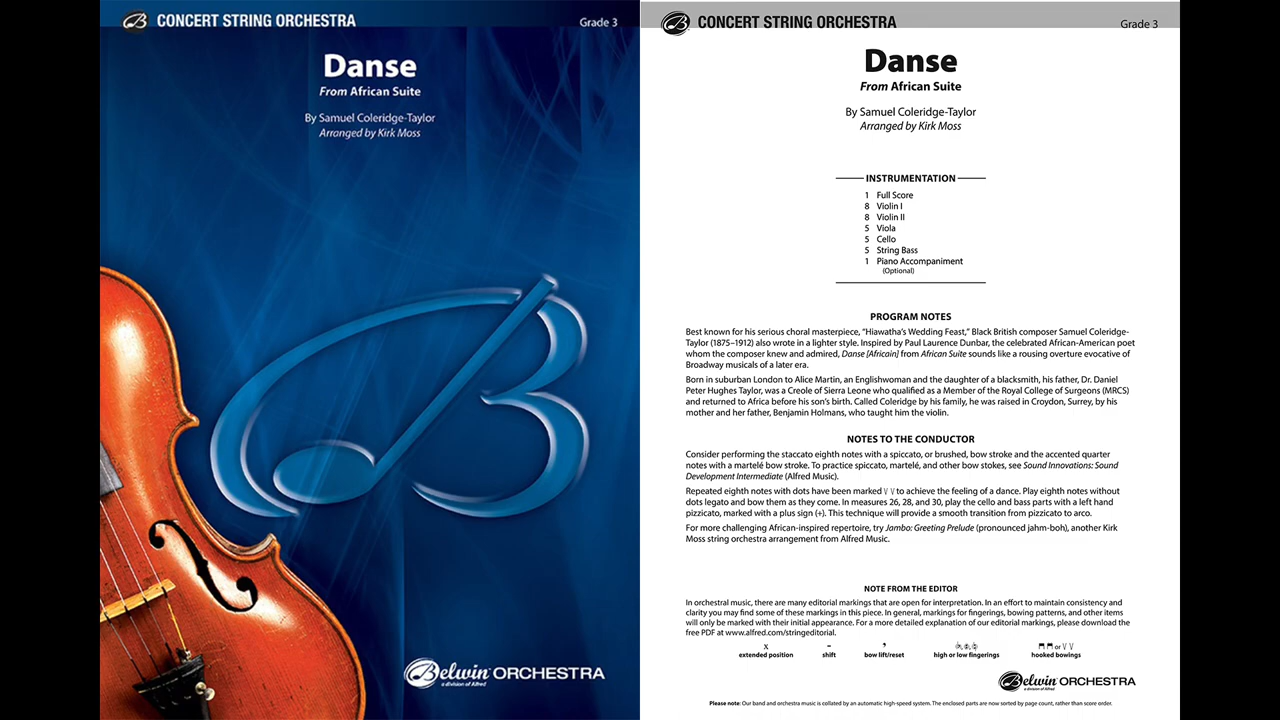 CONCERT STRING ORCHESTRA
Grade 3
Danse
From African Suite
By Samuel Coleridge-Taylor
Arranged by Kirk Moss
Belwin ORCHESTRA
a division of Alfred
CONCERT STRING ORCHESTRA
Grade 3
Danse
From African Suite
By Samuel Coleridge-Taylor
Arranged by Kirk Moss
INSTRUMENTATION
1 Full Score
8 Violin I
8 Violin II
5 Viola
5 Cello
5 String Bass
1 Piano Accompaniment
(Optional)
PROGRAM NOTES
Best known for his serious choral masterpiece, “Hiawatha’s Wedding Feast,” Black British composer Samuel Coleridge-
Taylor (1875–1912) also wrote in a lighter style. Inspired by Paul Laurence Dunbar, the celebrated African-American poet
whom the composer knew and admired, Danse [Africain] from African Suite sounds like a rousing overture evocative of
Broadway musicals of a later era.
Born in suburban London to Alice Martin, an Englishwoman and the daughter of a blacksmith, his father, Dr. Daniel
Peter Hughes Taylor, was a Creole of Sierra Leone who qualified as a Member of the Royal College of Surgeons (MRCS)
and returned to Africa before his son’s birth. Called Coleridge by his family, he was raised in Croydon, Surrey, by his
mother and her father, Benjamin Holmans, who taught him the violin.
NOTES TO THE CONDUCTOR
Consider performing the staccato eighth notes with a spiccato, or brushed, bow stroke and the accented quarter
notes with a martelé bow stroke. To practice spiccato, martelé, and other bow stokes, see Sound Innovations: Sound
Development Intermediate (Alfred Music).
Repeated eighth notes with dots have been marked V V to achieve the feeling of a dance. Play eighth notes without
dots legato and bow them as they come. In measures 26, 28, and 30, play the cello and bass parts with a left hand
pizzicato, marked with a plus sign (+). This technique will provide a smooth transition from pizzicato to arco.
For more challenging African-inspired repertoire, try Jambo: Greeting Prelude (pronounced jahm-boh), another Kirk
Moss string orchestra arrangement from Alfred Music.
NOTE FROM THE EDITOR
In orchestral music, there are many editorial markings that are open for interpretation. In an effort to maintain consistency and
clarity you may find some of these markings in this piece. In general, markings for fingerings, bowing patterns, and other items
will only be marked with their initial appearance. For a more detailed explanation of our editorial markings, please download the
free PDF at www.alfred.com/stringeditorial.
x - ’ or V V
extended position shift bow lift/reset high or low fingerings hooked bowings
Belwin ORCHESTRA
a division of Alfred
Please note: Our band and orchestra music is collated by an automatic high-speed system. The enclosed parts are now sorted by page count, rather than score order.